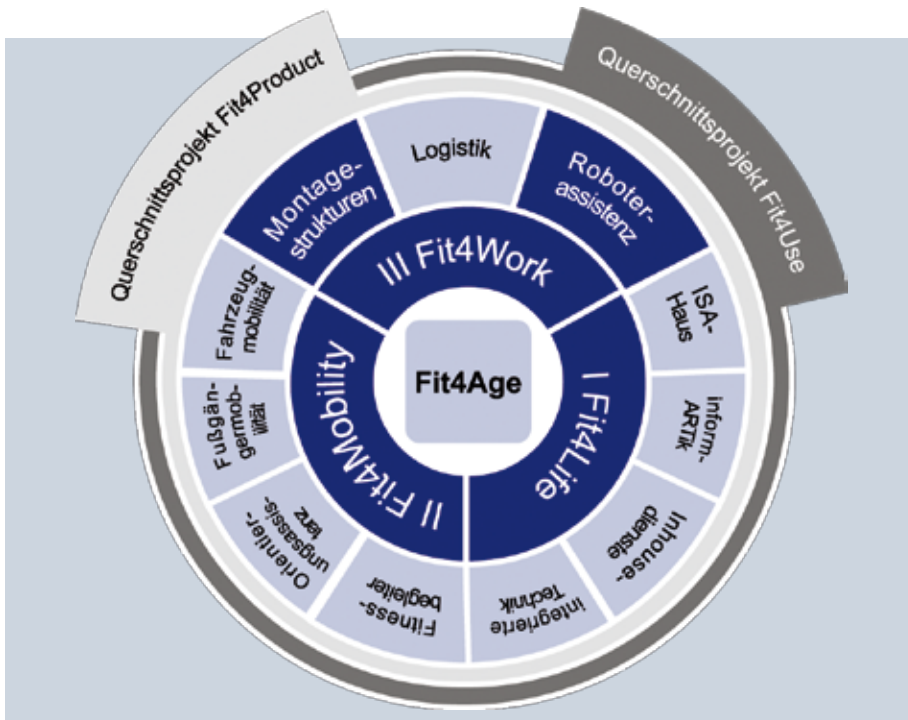 Querschnittsprojekt Fit4Product
Querschnittsprojekt Fit4Use
Montage-
strukturen
Logistik
Roboter-
assistenz
III Fit4Work
Fahrzeug-
mobilität
ISA-
Haus
Fit4Age
II Fit4Mobility
I Fit4Life
Fußgän-
germob-
ilität
inform-
ARTik
Orientier-
ungsassis-
tanz
Inhouse-
dienste
Fitness-
begleiter
integrierte
Technik